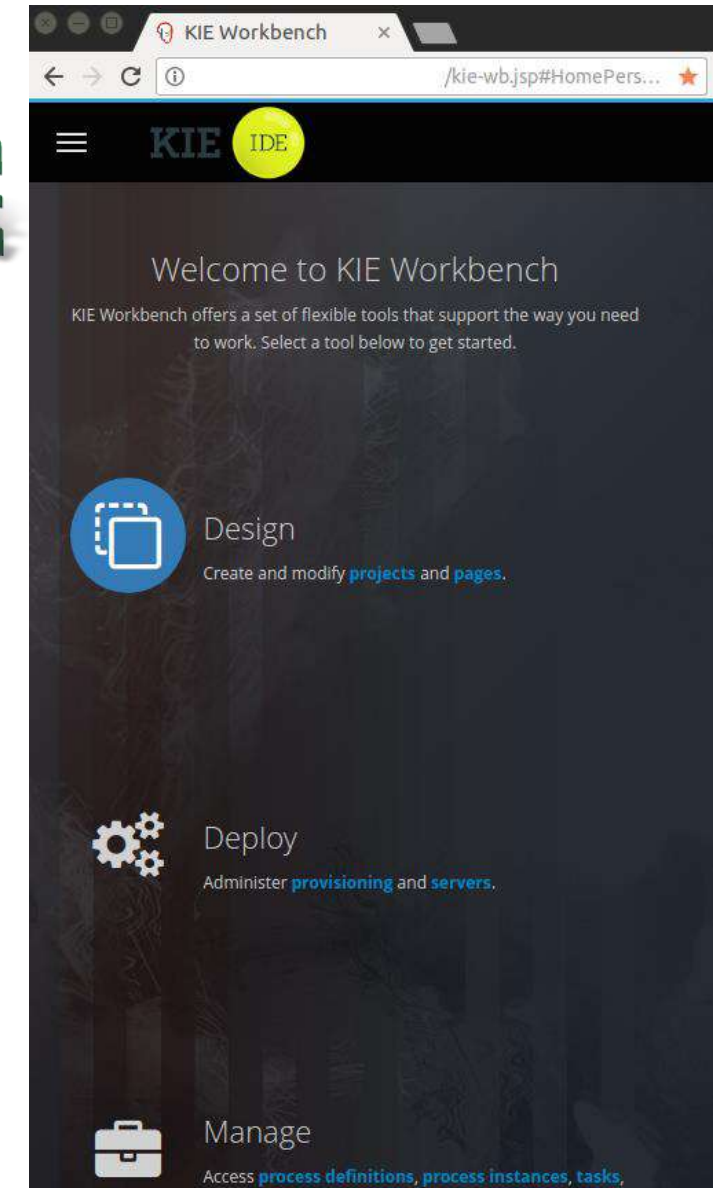 KIE Workbench
/kie-wb.jsp#HomePers...
KIE IDE
Welcome to KIE Workbench
KIE Workbench offers a set of flexible tools that support the way you need
to work. Select a tool below to get started.
Design
Create and modify projects and pages.
Deploy
Administer provisioning and servers.
Manage
Access process definitions, process instances, tasks,